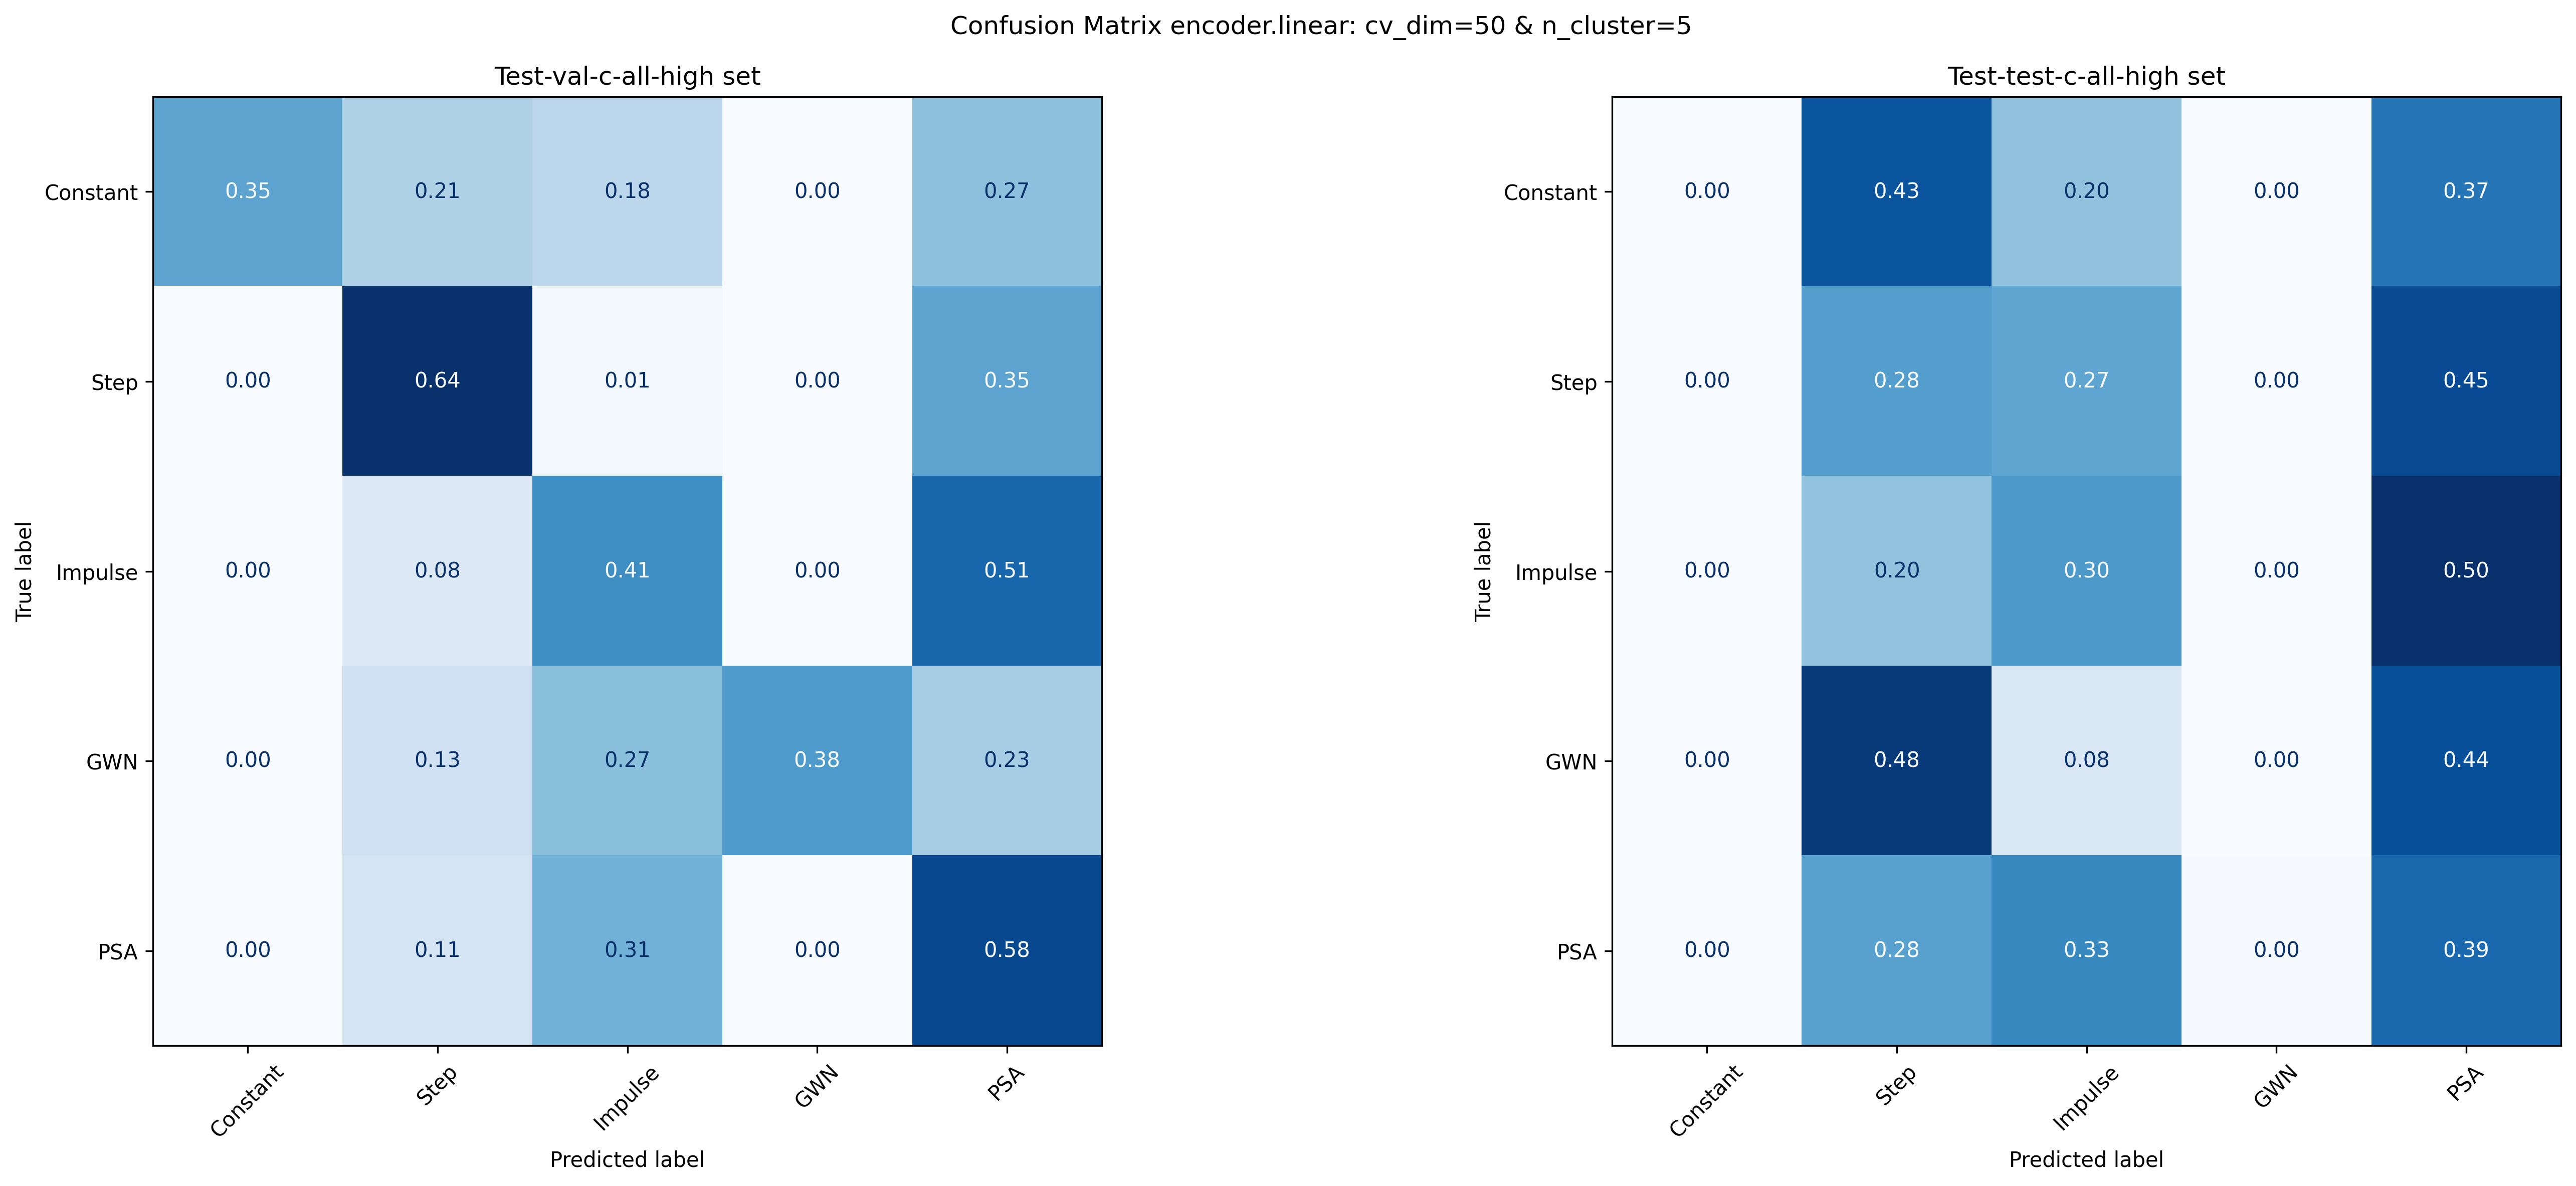 Confusion Matrix encoder.linear: cv_dim=50 & n_cluster=5
Test-val-c-all-high set
True label
Constant 0.35 0.21 0.18 0.00 0.27
Step 0.00 0.64 0.01 0.00 0.35
Impulse 0.00 0.08 0.41 0.00 0.51
GWN 0.00 0.13 0.27 0.38 0.23
PSA 0.00 0.11 0.31 0.00 0.58
Constant Step Impulse GWN PSA
Predicted label
Test-test-c-all-high set
True label
Constant 0.00 0.43 0.20 0.00 0.37
Step 0.00 0.28 0.27 0.00 0.45
Impulse 0.00 0.20 0.30 0.00 0.50
GWN 0.00 0.48 0.08 0.00 0.44
PSA 0.00 0.28 0.33 0.00 0.39
Constant Step Impulse GWN PSA
Predicted label